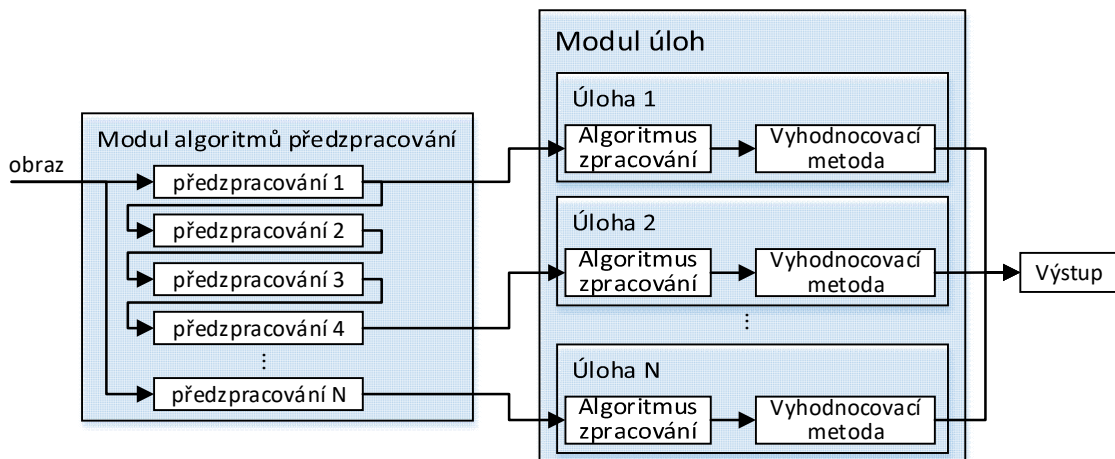 obraz
Modul algoritmů předzpracování
předzpracování 1
předzpracování 2
předzpracování 3
předzpracování 4
...
předzpracování N
Modul úloh
Úloha 1
Algoritmus
zpracování
Vyhodnocovací
metoda
Úloha 2
Algoritmus
zpracování
Vyhodnocovací
metoda
...
Úloha N
Algoritmus
zpracování
Vyhodnocovací
metoda
Výstup